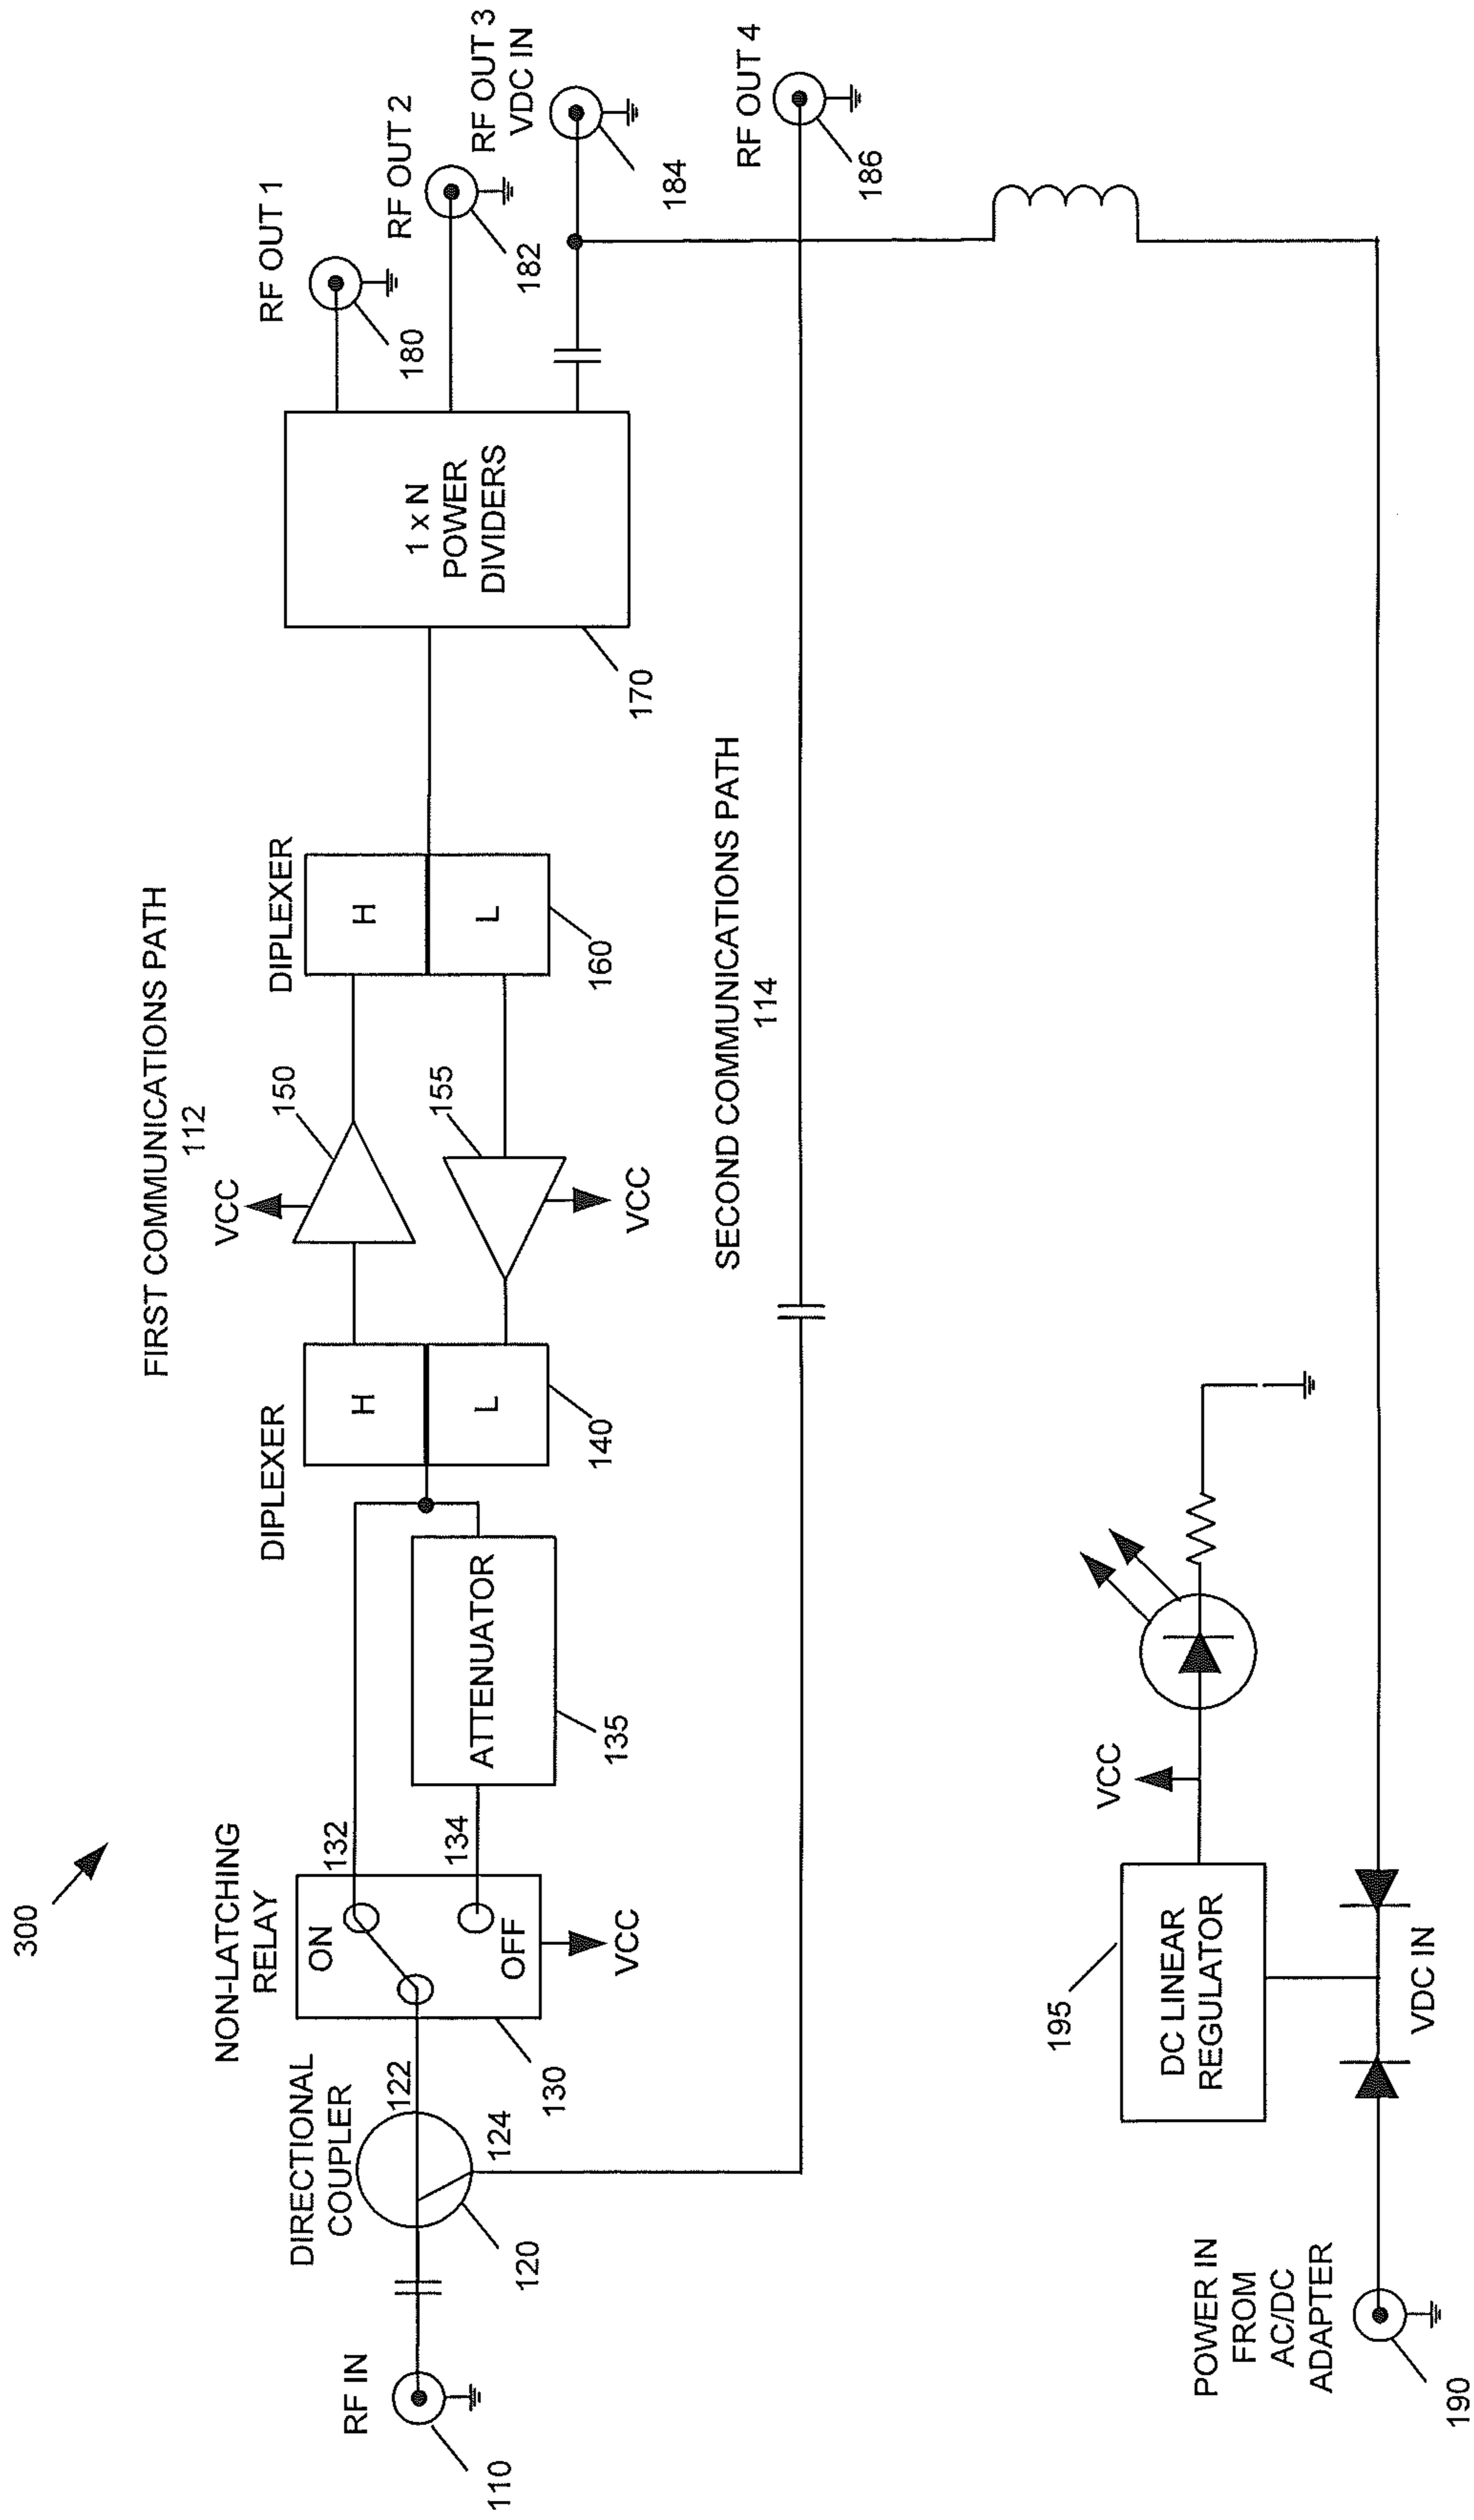 300
FIRST COMMUNICATIONS PATH
112
RF IN
110
DIRECTIONAL
COUPLER
120
122
124
NON-LATCHING
RELAY
ON
OFF
130
132
134
VCC
ATTENUATOR
135
DIPLEXER
H
L
140
VCC
150
155
VCC
DIPLEXER
H
L
160
1 x N
POWER
DIVIDERS
170
RF OUT 1
180
RF OUT 2
182
RF OUT 3
VDC IN
184
RF OUT 4
186
SECOND COMMUNICATIONS PATH
114
POWER IN
FROM
AC/DC
ADAPTER
190
195
DC LINEAR
REGULATOR
VCC
VDC IN